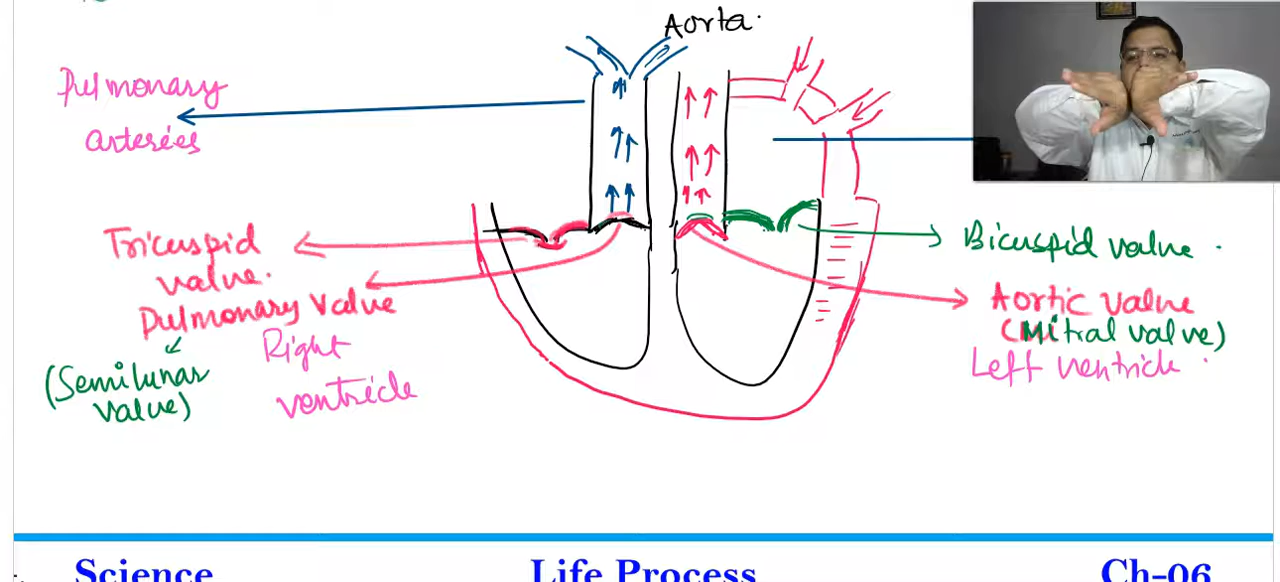 Aorta.
Pulmonary
arteries
Tricuspid
valve.
Pulmonary valve
(Semilunar
valve)
Right
ventricle
Bicuspid valve.
Aortic valve
(Mitral valve)
Left ventricle.
Science Life Process Ch-06